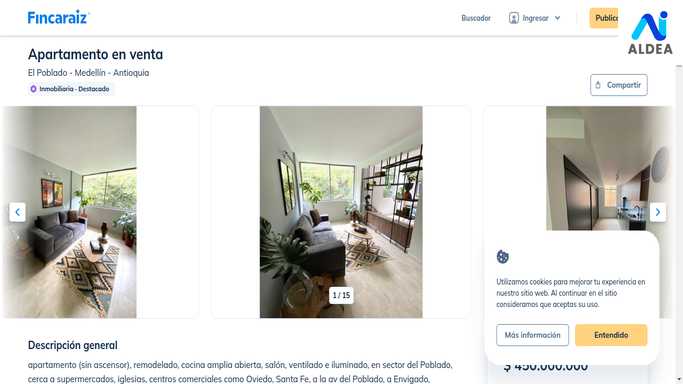 Fincaraiz
Buscador
Ingresar
ALDEA
Apartamento en venta
El Poblado - Medellín - Antioquia
Inmobiliaria - Destacado
Compartir
1 / 15
Utilizamos cookies para mejorar tu experiencia en
nuestro sitio web. Al continuar en el sitio
consideramos que aceptas su uso.
Más información
Entendido
Descripción general
$ 450.000.000
apartamento (sin ascensor), remodelado, cocina amplia abierta, salón, ventilado e iluminado, en sector del Poblado,
cerca a supermercados, iglesias, centros comerciales como Oviedo, Santa Fe, a la av del Poblado, a Envigado,